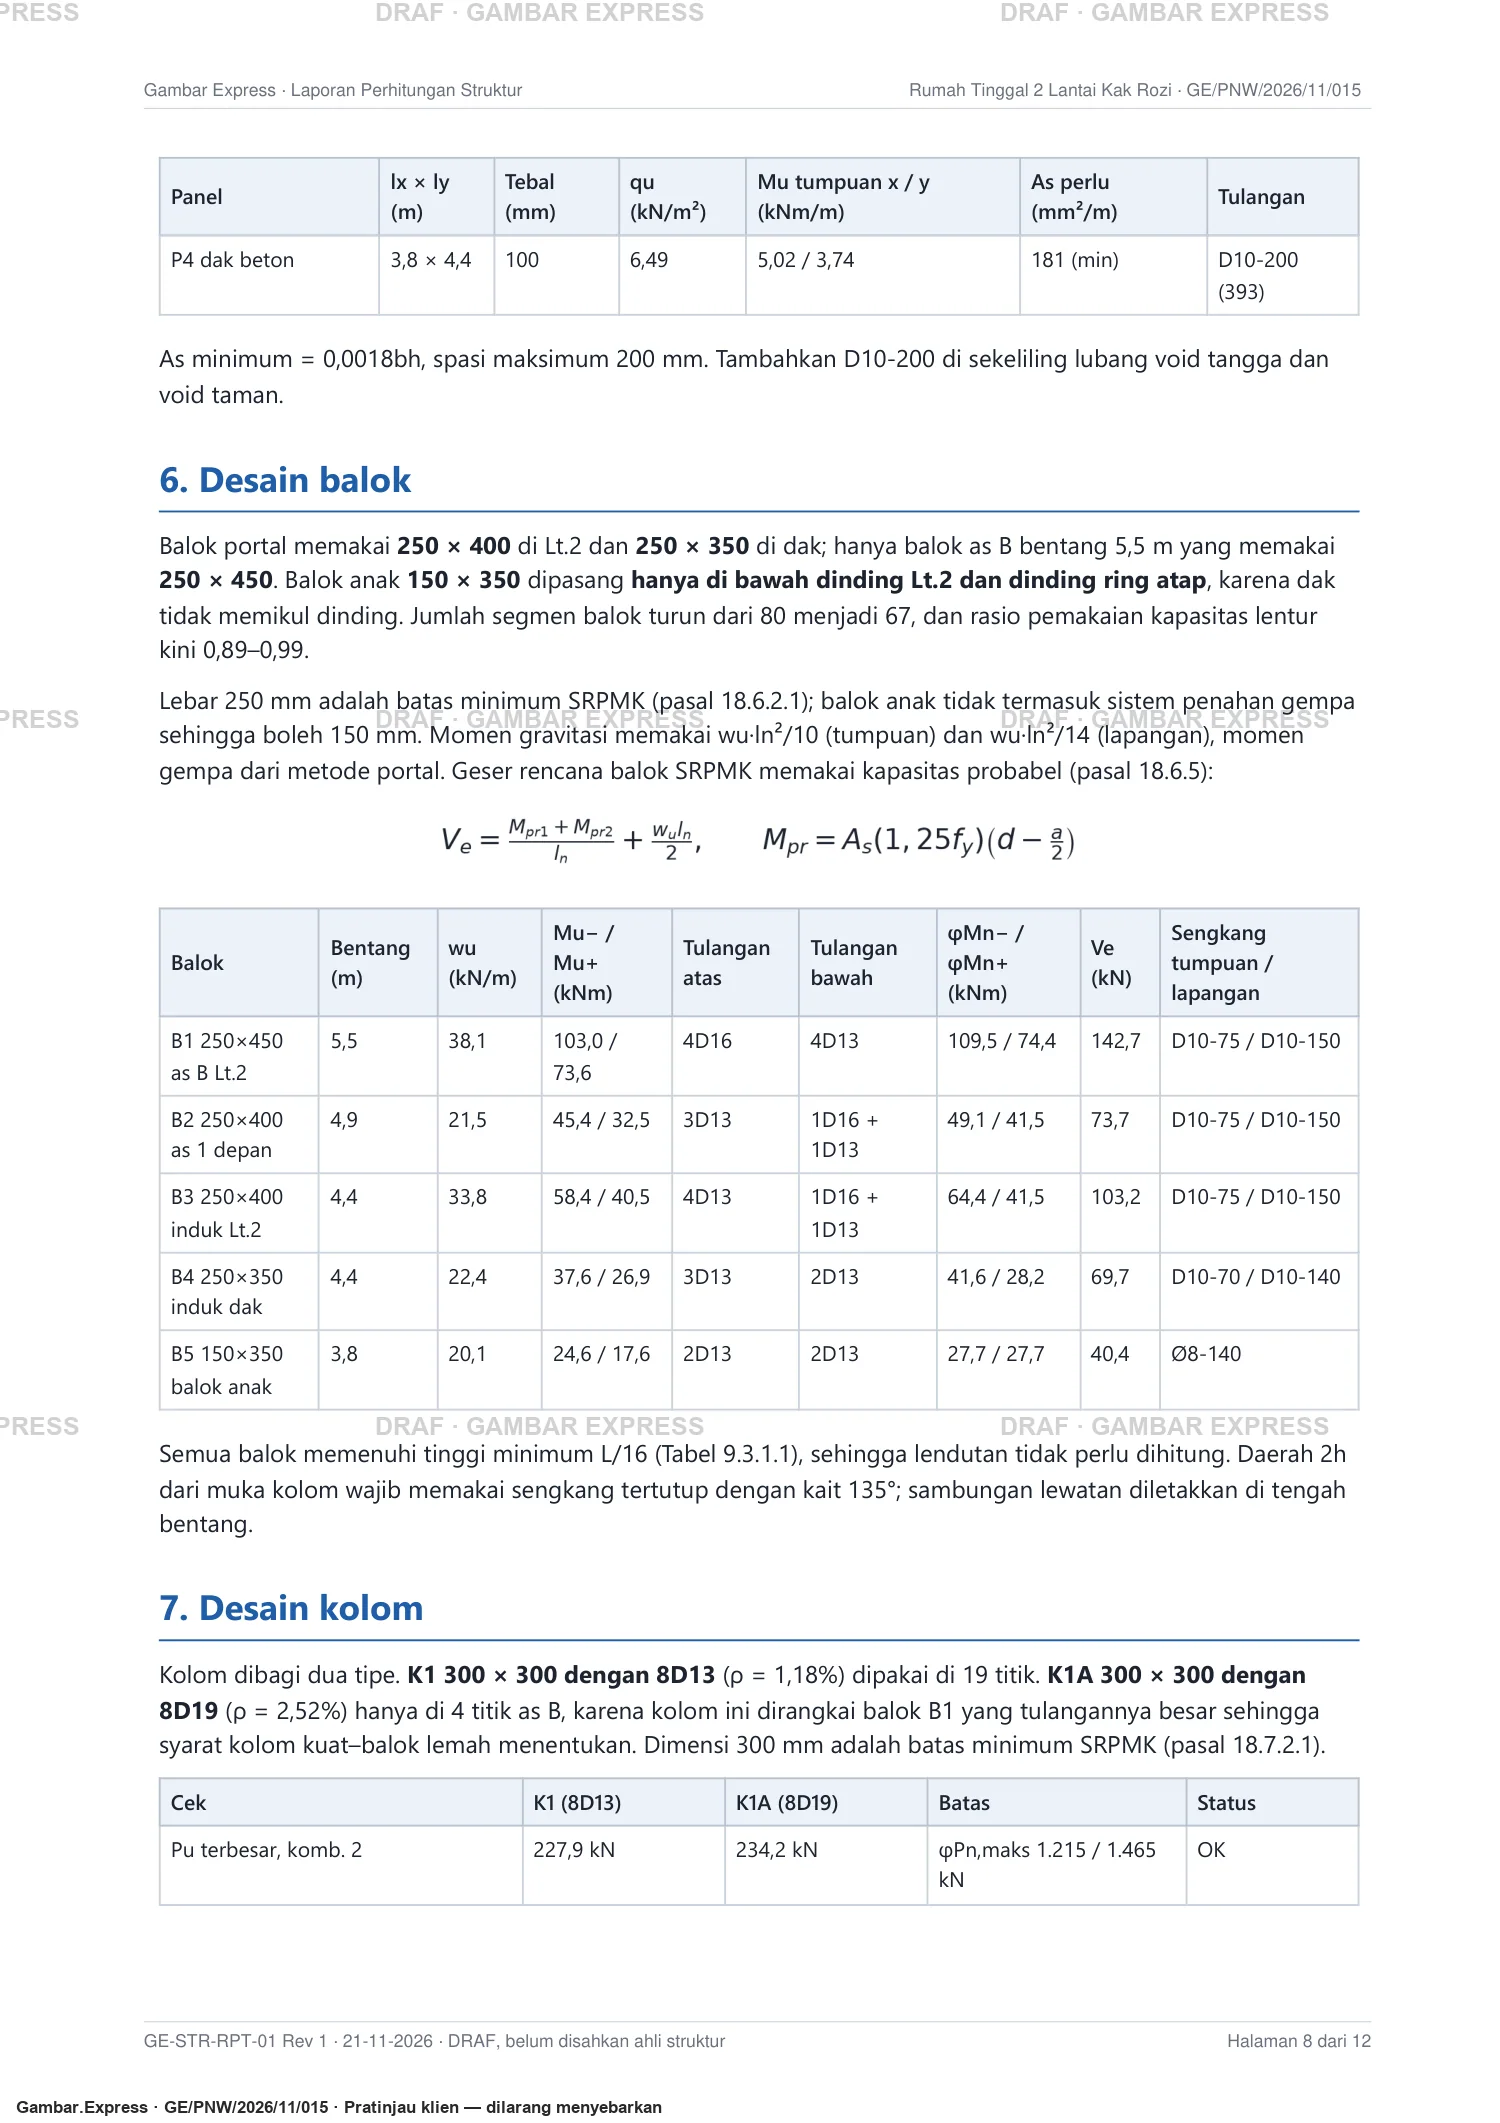 PRESS DRAF · GAMBAR EXPRESS DRAF · GAMBAR EXPRESS
Gambar Express · Laporan Perhitungan Struktur
Rumah Tinggal 2 Lantai Kak Rozi · GE/PNW/2026/11/015
Panel | lx × ly (m) | Tebal (mm) | qu (kN/m²) | Mu tumpuan x / y (kNm/m) | As perlu (mm²/m) | Tulangan
P4 dak beton | 3,8 × 4,4 | 100 | 6,49 | 5,02 / 3,74 | 181 (min) | D10-200 (393)
As minimum = 0,0018bh, spasi maksimum 200 mm. Tambahkan D10-200 di sekeliling lubang void tangga dan
void taman.
6. Desain balok
Balok portal memakai 250 × 400 di Lt.2 dan 250 × 350 di dak; hanya balok as B bentang 5,5 m yang memakai
250 × 450. Balok anak 150 × 350 dipasang hanya di bawah dinding Lt.2 dan dinding ring atap, karena dak
tidak memikul dinding. Jumlah segmen balok turun dari 80 menjadi 67, dan rasio pemakaian kapasitas lentur
kini 0,89–0,99.
Lebar 250 mm adalah batas minimum SRPMK (pasal 18.6.2.1); balok anak tidak termasuk sistem penahan gempa
PRESS DRAF · GAMBAR EXPRESS DRAF · GAMBAR EXPRESS
sehingga boleh 150 mm. Momen gravitasi memakai wu·ln²/10 (tumpuan) dan wu·ln²/14 (lapangan), momen
gempa dari metode portal. Geser rencana balok SRPMK memakai kapasitas probabel (pasal 18.6.5):
V_e = (M_pr1 + M_pr2)/l_n + (w_u l_n)/2, M_pr = A_s(1, 25f_y)(d − a/2)
Balok | Bentang (m) | wu (kN/m) | Mu− / Mu+ (kNm) | Tulangan atas | Tulangan bawah | φMn− / φMn+ (kNm) | Ve (kN) | Sengkang tumpuan / lapangan
B1 250×450 as B Lt.2 | 5,5 | 38,1 | 103,0 / 73,6 | 4D16 | 4D13 | 109,5 / 74,4 | 142,7 | D10-75 / D10-150
B2 250×400 as 1 depan | 4,9 | 21,5 | 45,4 / 32,5 | 3D13 | 1D16 + 1D13 | 49,1 / 41,5 | 73,7 | D10-75 / D10-150
B3 250×400 induk Lt.2 | 4,4 | 33,8 | 58,4 / 40,5 | 4D13 | 1D16 + 1D13 | 64,4 / 41,5 | 103,2 | D10-75 / D10-150
B4 250×350 induk dak | 4,4 | 22,4 | 37,6 / 26,9 | 3D13 | 2D13 | 41,6 / 28,2 | 69,7 | D10-70 / D10-140
B5 150×350 balok anak | 3,8 | 20,1 | 24,6 / 17,6 | 2D13 | 2D13 | 27,7 / 27,7 | 40,4 | Ø8-140
PRESS DRAF · GAMBAR EXPRESS DRAF · GAMBAR EXPRESS
Semua balok memenuhi tinggi minimum L/16 (Tabel 9.3.1.1), sehingga lendutan tidak perlu dihitung. Daerah 2h
dari muka kolom wajib memakai sengkang tertutup dengan kait 135°; sambungan lewatan diletakkan di tengah
bentang.
7. Desain kolom
Kolom dibagi dua tipe. K1 300 × 300 dengan 8D13 (ρ = 1,18%) dipakai di 19 titik. K1A 300 × 300 dengan
8D19 (ρ = 2,52%) hanya di 4 titik as B, karena kolom ini dirangkai balok B1 yang tulangannya besar sehingga
syarat kolom kuat–balok lemah menentukan. Dimensi 300 mm adalah batas minimum SRPMK (pasal 18.7.2.1).
Cek | K1 (8D13) | K1A (8D19) | Batas | Status
Pu terbesar, komb. 2 | 227,9 kN | 234,2 kN | φPn,maks 1.215 / 1.465 kN | OK
GE-STR-RPT-01 Rev 1 · 21-11-2026 · DRAF, belum disahkan ahli struktur
Halaman 8 dari 12
Gambar.Express · GE/PNW/2026/11/015 · Pratinjau klien — dilarang menyebarkan